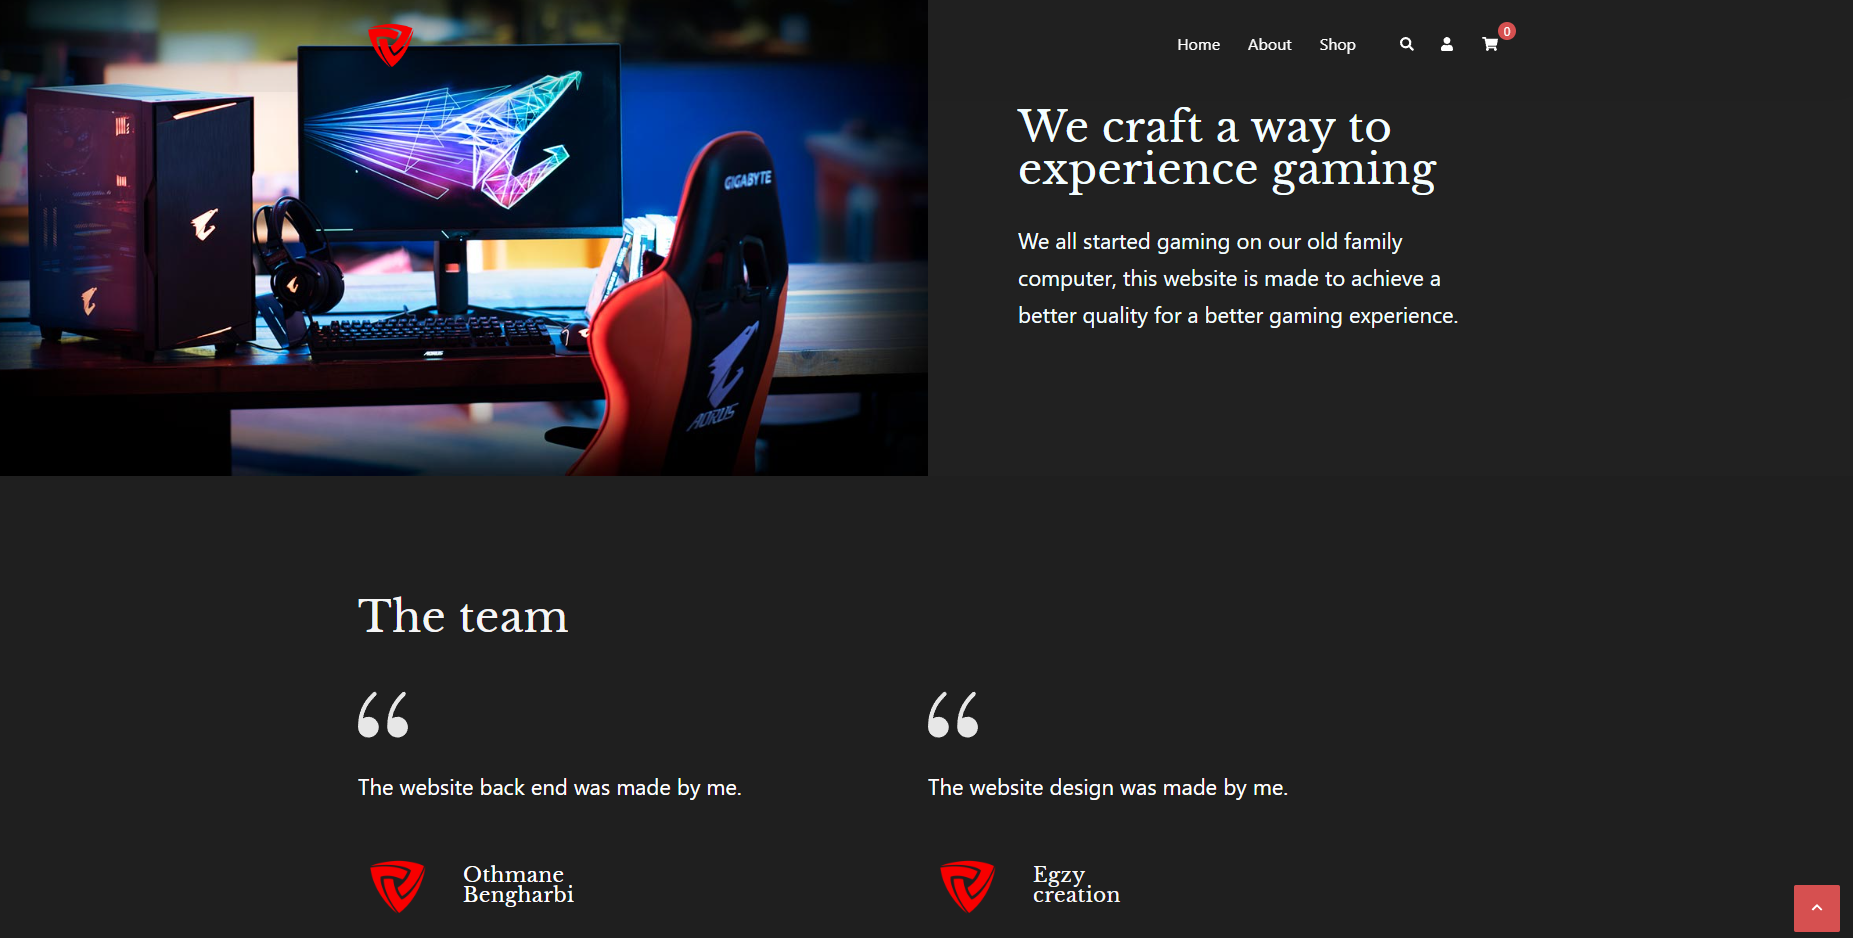 Home About Shop 0
GIGABYTE
AORUS
AORUS
We craft a way to
experience gaming
We all started gaming on our old family
computer, this website is made to achieve a
better quality for a better gaming experience.
The team
“
The website back end was made by me.
Othmane
Bengharbi
“
The website design was made by me.
Egzy
creation